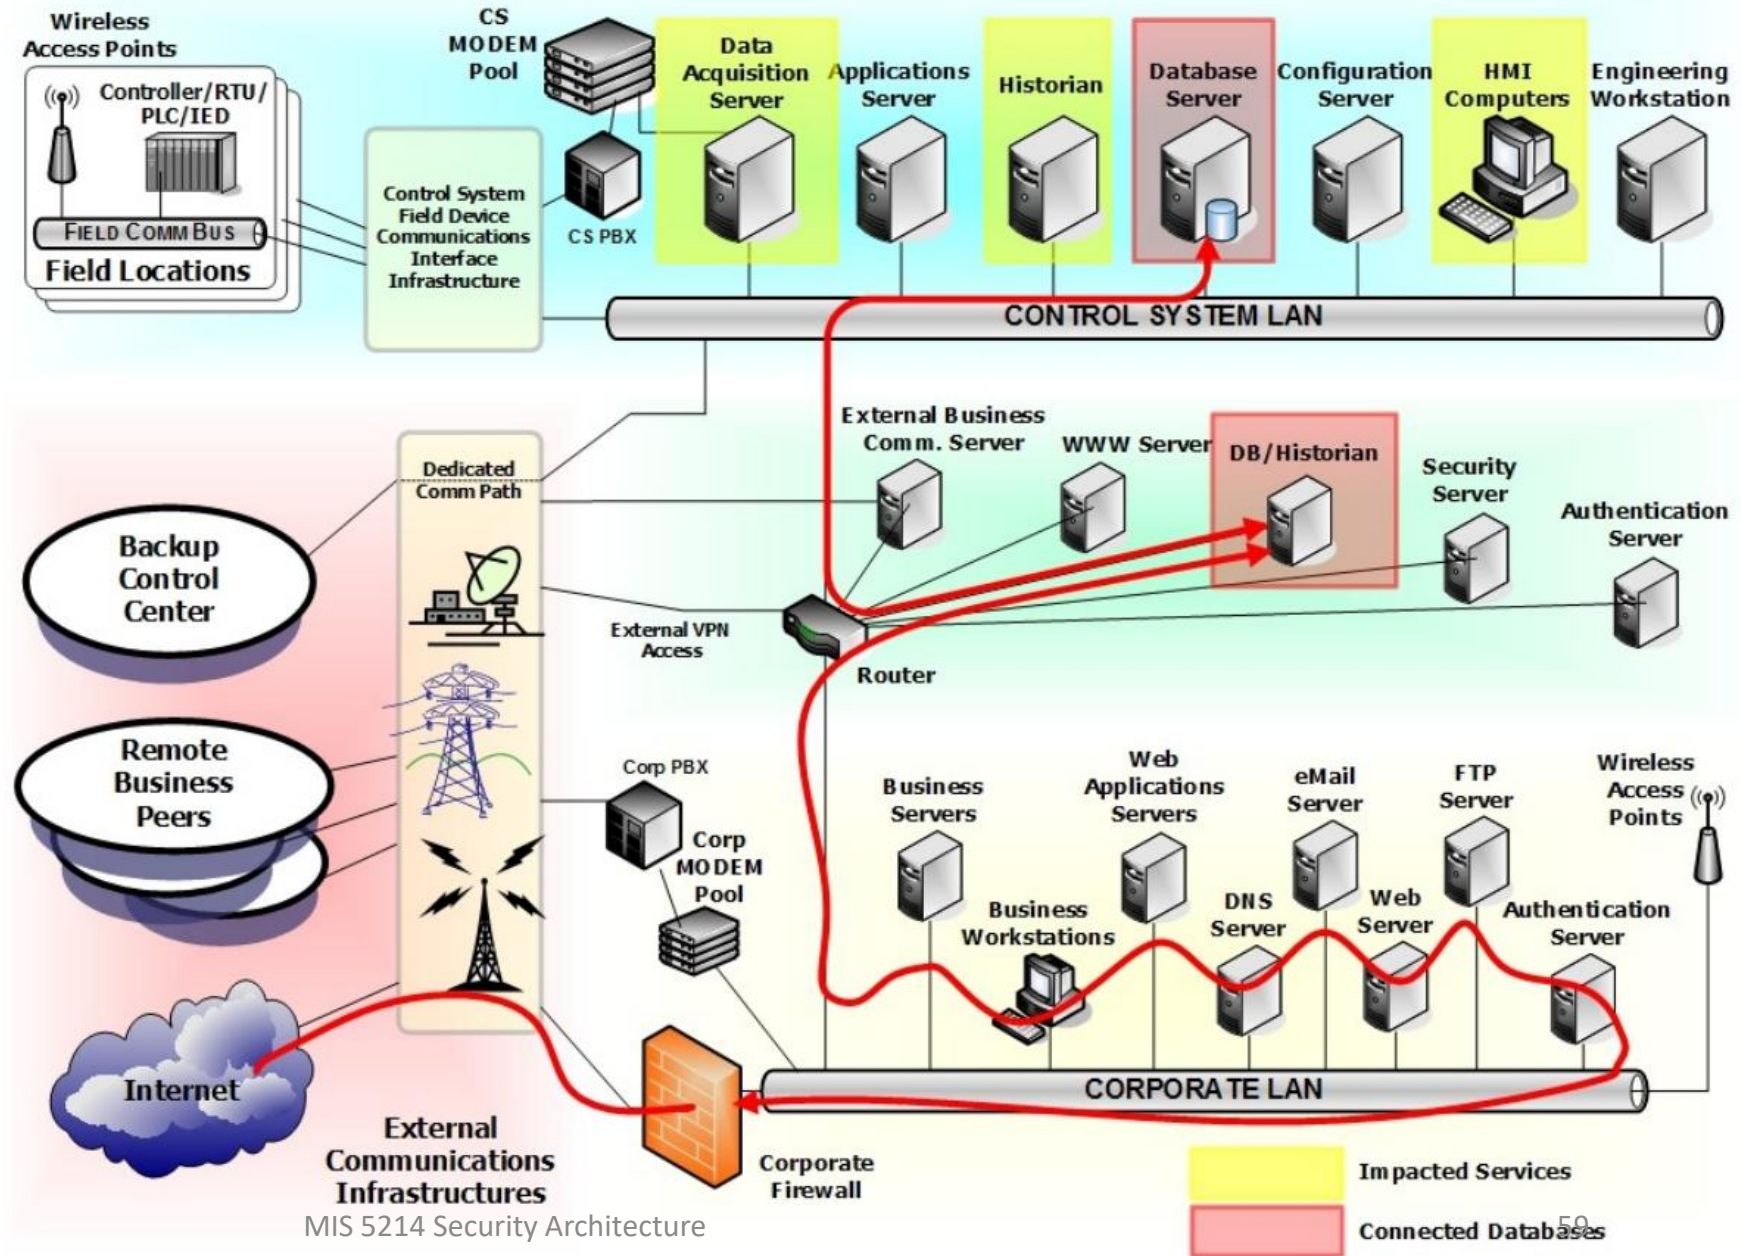 Wireless
Access Points
Controller/RTU/
PLC/IED
FIELD COMM BUS
Field Locations
Control System
Field Device
Communications
Interface
Infrastructure
CS
MODEM
Pool
CS PBX
Data
Acquisition
Server
Applications
Server
Historian
Database
Server
Configuration
Server
HMI
Computers
Engineering
Workstation
CONTROL SYSTEM LAN
Dedicated
Comm Path
External Business
Comm. Server
WWW Server
DB/Historian
Security
Server
Authentication
Server
Backup
Control
Center
External VPN
Access
Router
Remote
Business
Peers
Corp PBX
Corp
MODEM
Pool
Business
Servers
Business
Workstations
Web
Applications
Servers
DNS
Server
eMail
Server
Web
Server
FTP
Server
Authentication
Server
Wireless
Access
Points
Internet
CORPORATE LAN
External
Communications
Infrastructures
Corporate
Firewall
Impacted Services
Connected Databases
MIS 5214 Security Architecture
59